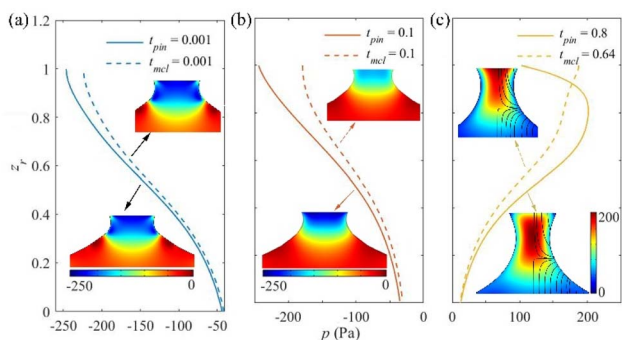 (a)
t_pin = 0.001
t_mcl = 0.001
1.2
1
0.8
0.6
0.4
0.2
0
z_r
-250 0
-250 -200 -150 -100 -50
(b)
t_pin = 0.1
t_mcl = 0.1
-250 0
-200 -100 0
p (Pa)
(c)
t_pin = 0.8
t_mcl = 0.64
200
0
0 100 200